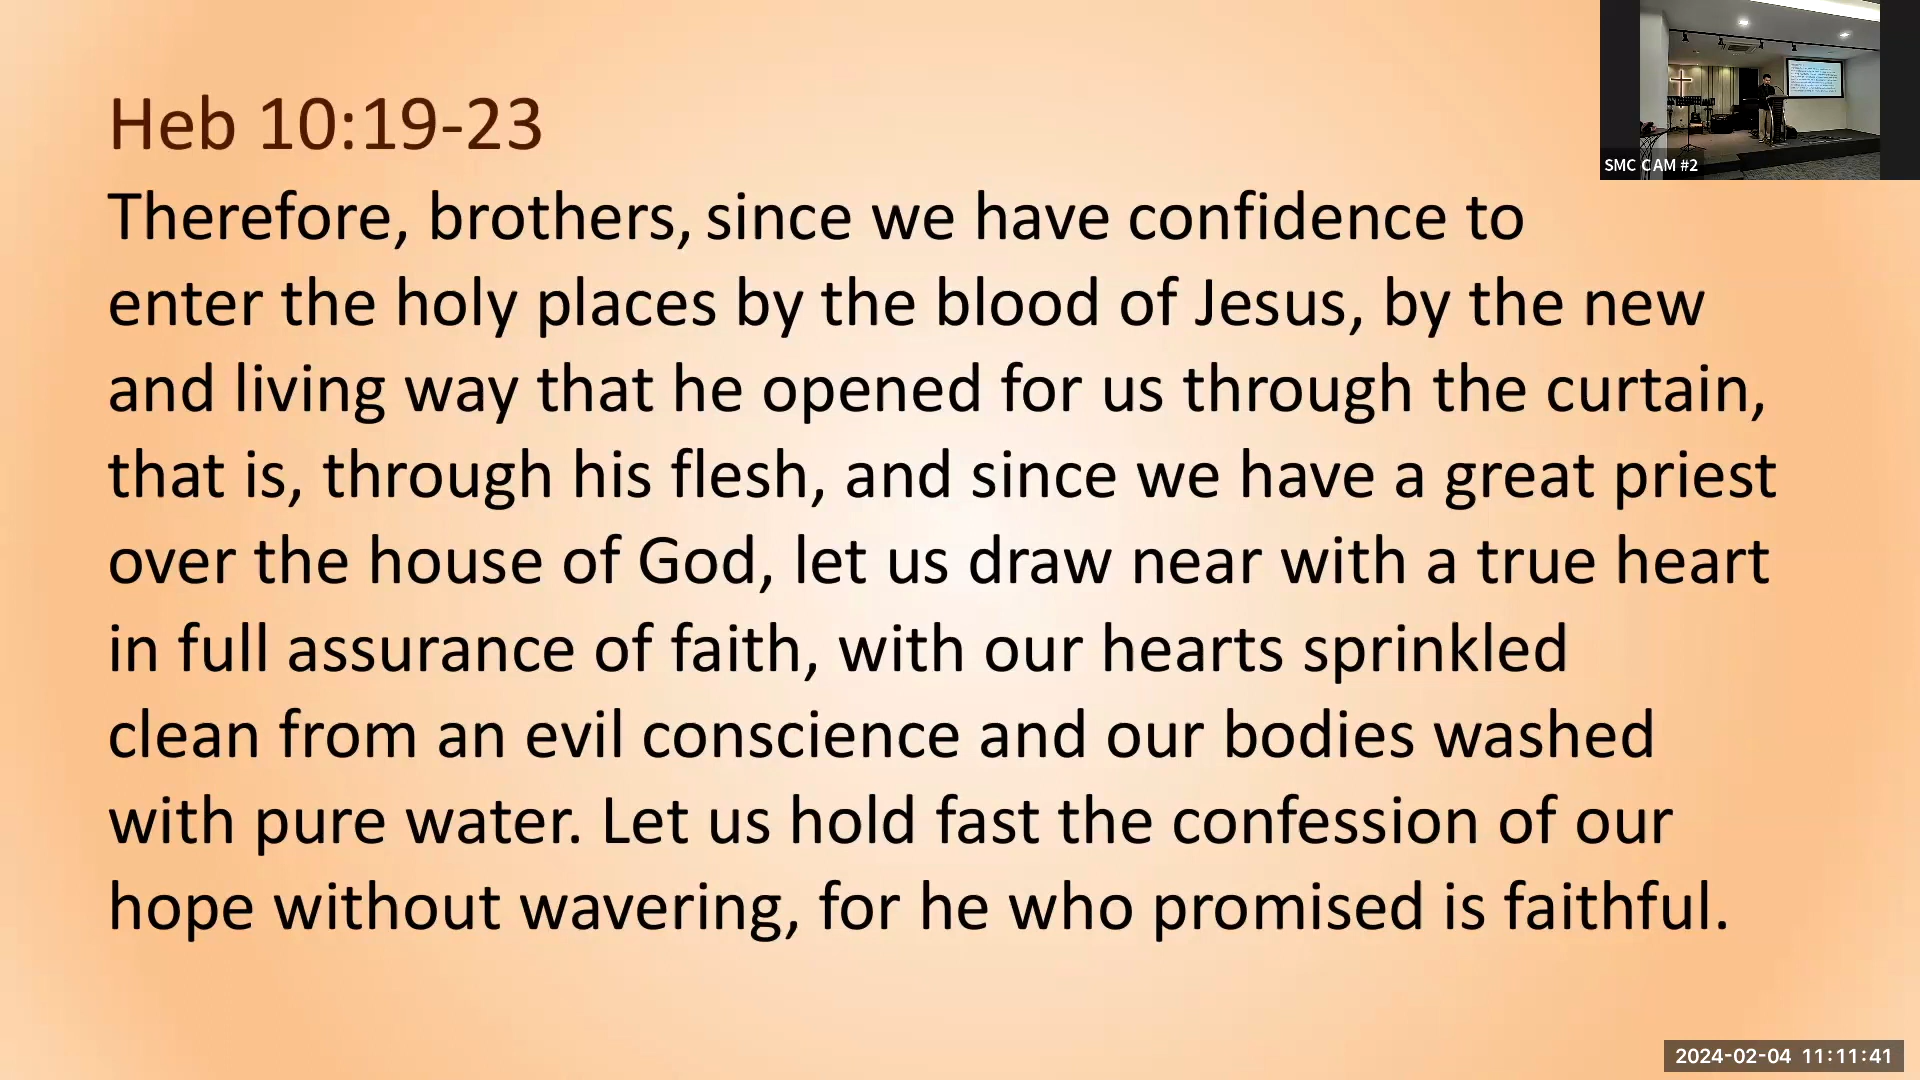 Heb 10:19-23
Therefore, brothers, since we have confidence to
enter the holy places by the blood of Jesus, by the new
and living way that he opened for us through the curtain,
that is, through his flesh, and since we have a great priest
over the house of God, let us draw near with a true heart
in full assurance of faith, with our hearts sprinkled
clean from an evil conscience and our bodies washed
with pure water. Let us hold fast the confession of our
hope without wavering, for he who promised is faithful.
SMC CAM #2
2024-02-04 11:11:41